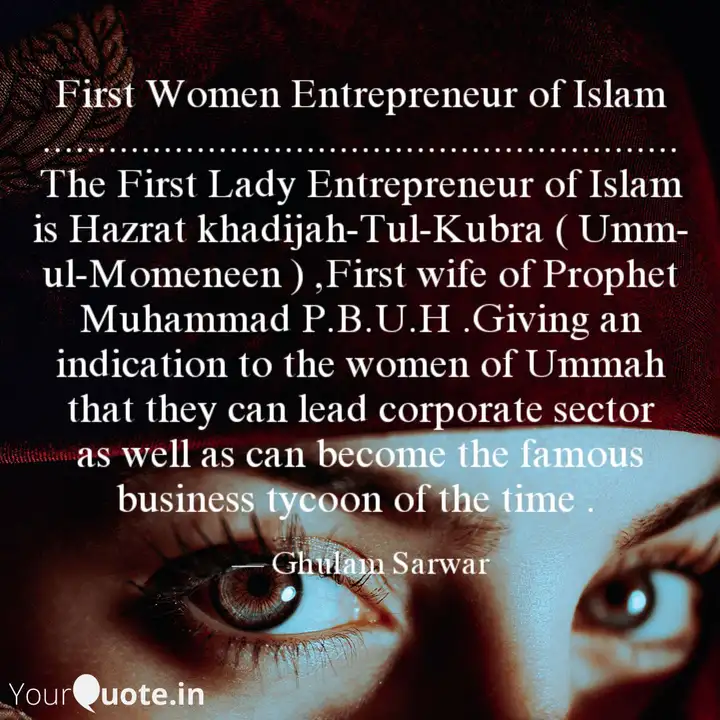 First Women Entrepreneur of Islam
............................................................
The First Lady Entrepreneur of Islam
is Hazrat khadijah-Tul-Kubra ( Umm-
ul-Momeneen ) ,First wife of Prophet
Muhammad P.B.U.H .Giving an
indication to the women of Ummah
that they can lead corporate sector
as well as can become the famous
business tycoon of the time .
— Ghulam Sarwar
YourQuote.in